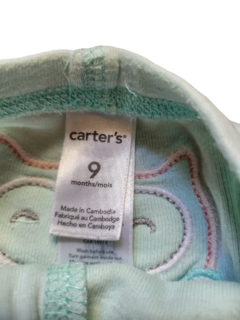 carter's®
9
months/mois
Made in Cambodia
Fabriqué au Cambodge
Hecho en Camboya